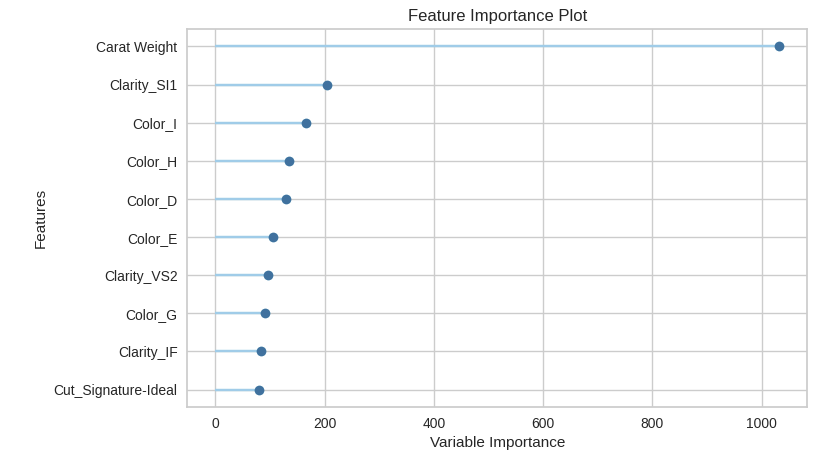 Feature Importance Plot
Features
Carat Weight
Clarity_SI1
Color_I
Color_H
Color_D
Color_E
Clarity_VS2
Color_G
Clarity_IF
Cut_Signature-Ideal
0 200 400 600 800 1000
Variable Importance